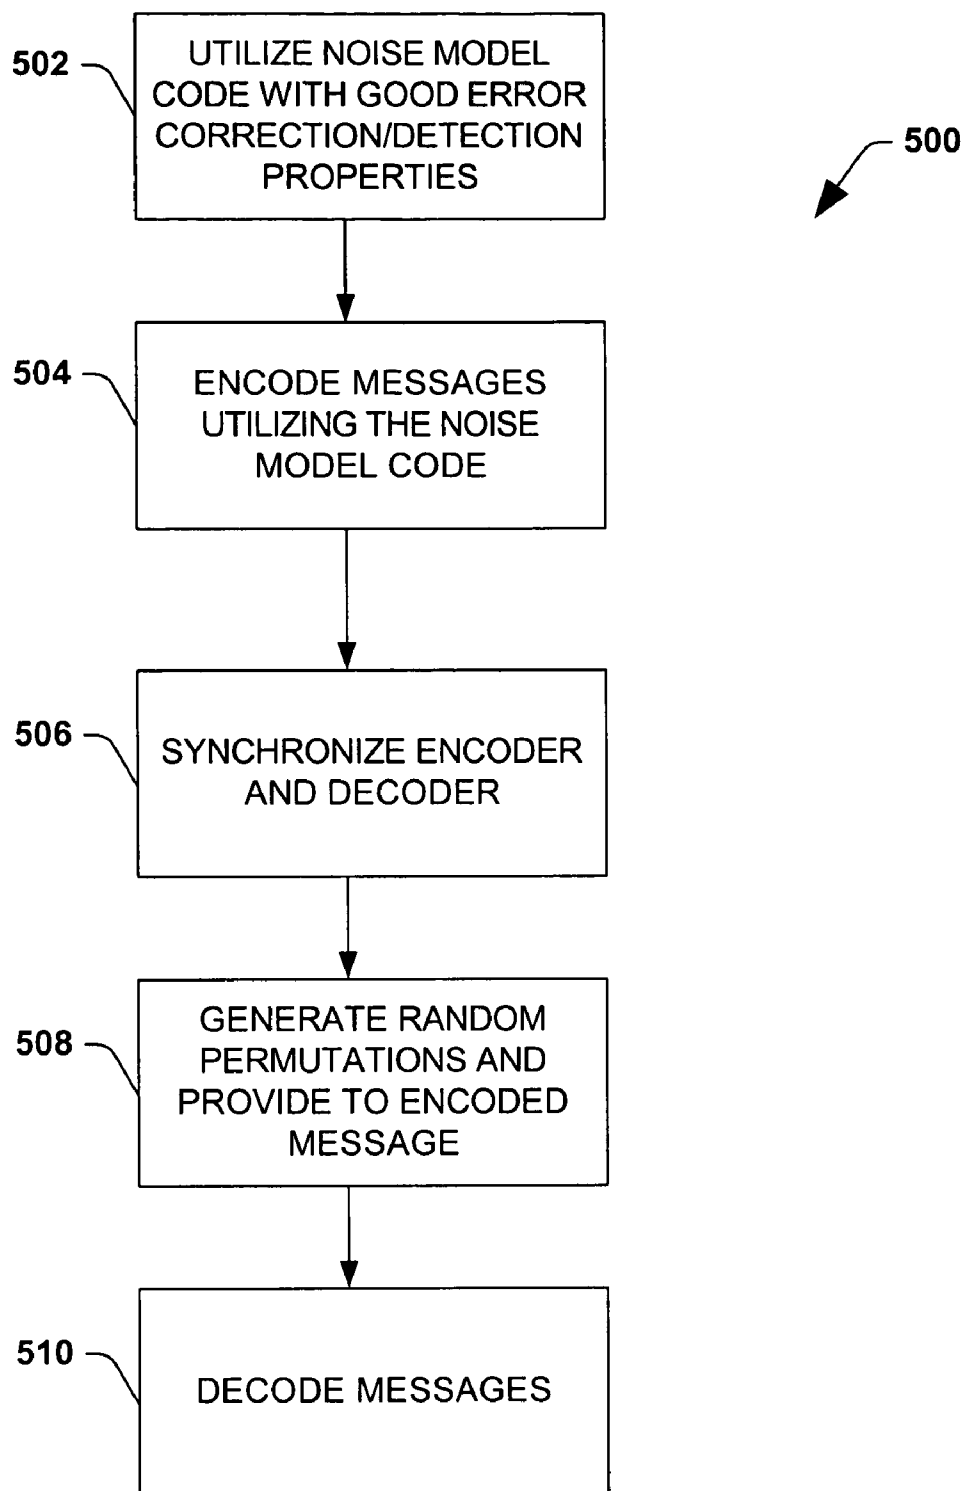 502
UTILIZE NOISE MODEL
CODE WITH GOOD ERROR
CORRECTION/DETECTION
PROPERTIES
500
504
ENCODE MESSAGES
UTILIZING THE NOISE
MODEL CODE
506
SYNCHRONIZE ENCODER
AND DECODER
508
GENERATE RANDOM
PERMUTATIONS AND
PROVIDE TO ENCODED
MESSAGE
510
DECODE MESSAGES